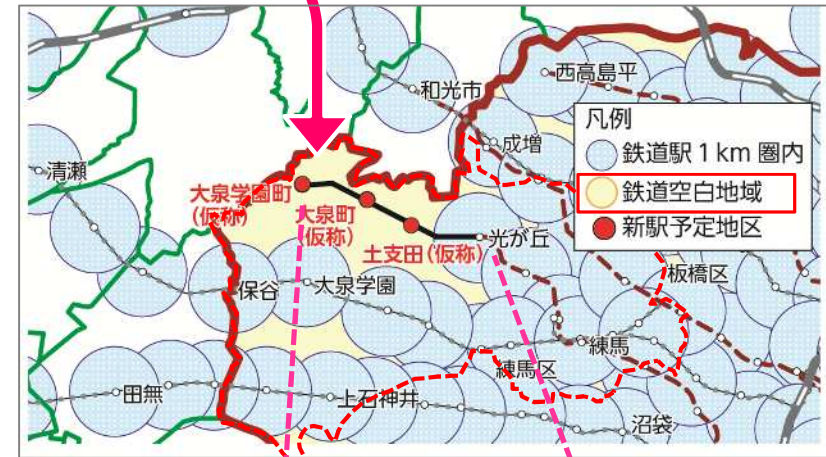 西高島平
和光市
凡例
成増
鉄道駅1km圏内
清瀬
大泉学園町
(仮称)
鉄道空白地域
大泉町
(仮称)
新駅予定地区
土支田(仮称)
光が丘
板橋区
保谷
大泉学園
練馬
練馬区
田無
上石神井
沼袋